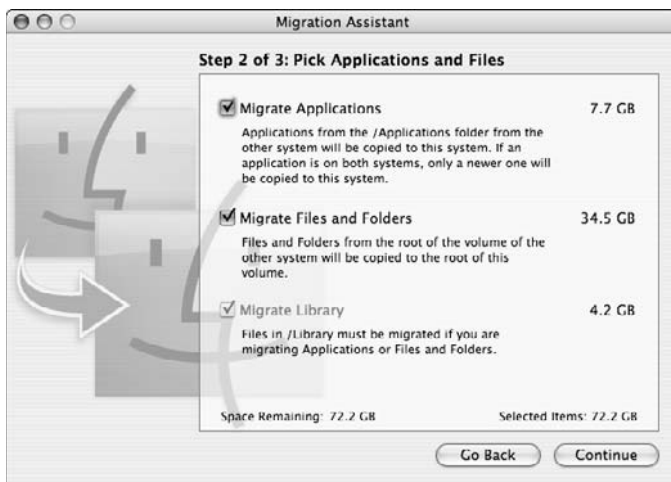 Migration Assistant
Step 2 of 3: Pick Applications and Files
Migrate Applications 7.7 GB
Applications from the /Applications folder from the
other system will be copied to this system. If an
application is on both systems, only a newer one will
be copied to this system.
Migrate Files and Folders 34.5 GB
Files and Folders from the root of the volume of the
other system will be copied to the root of this
volume.
Migrate Library 4.2 GB
Files in /Library must be migrated if you are
migrating Applications or Files and Folders.
Space Remaining: 72.2 GB Selected Items: 72.2 GB
Go Back Continue